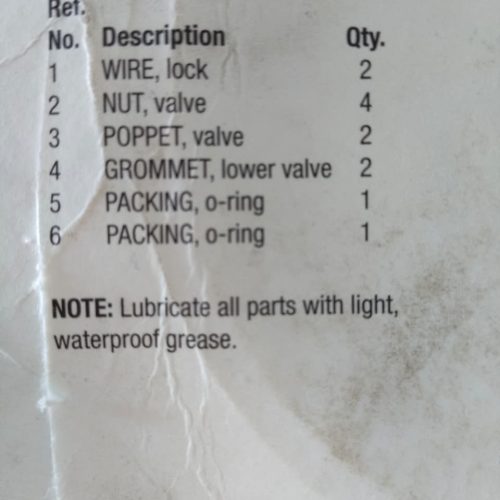 Ref.
No. Description Qty.
1 WIRE, lock 2
2 NUT, valve 4
3 POPPET, valve 2
4 GROMMET, lower valve 2
5 PACKING, o-ring 1
6 PACKING, o-ring 1
NOTE: Lubricate all parts with light,
waterproof grease.